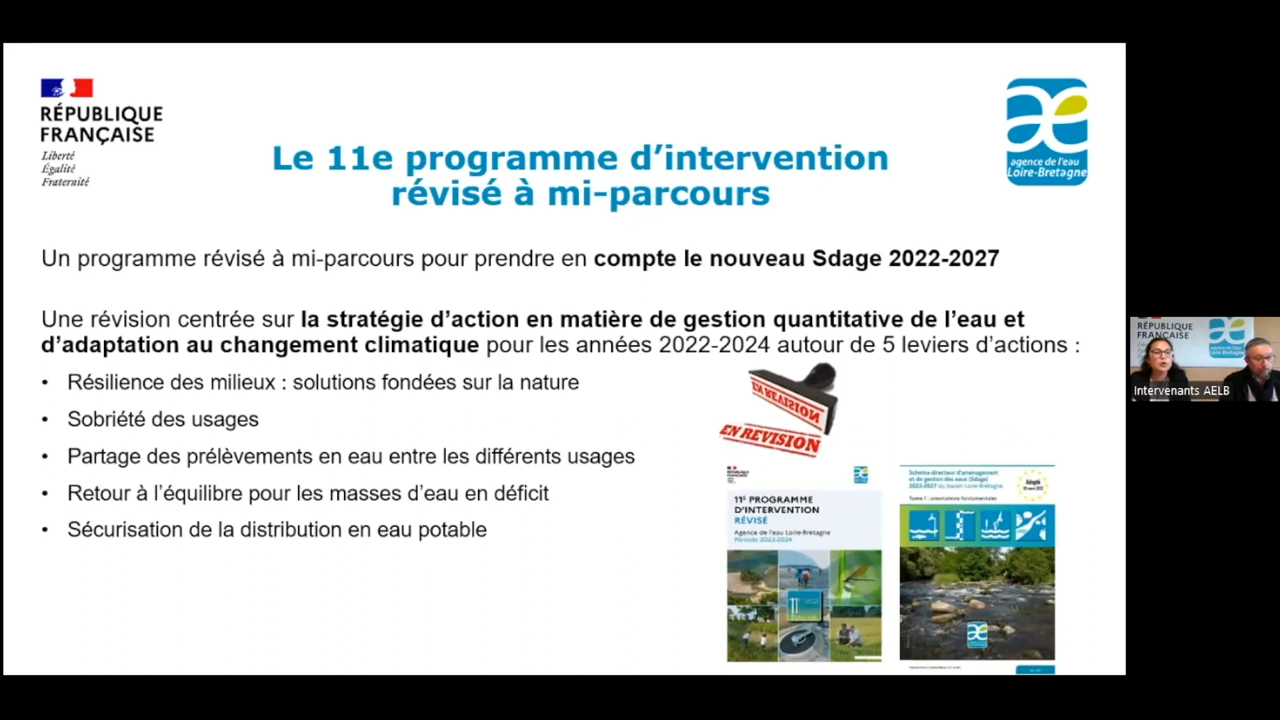 RÉPUBLIQUE
FRANÇAISE
Liberté
Égalité
Fraternité
agence de l'eau
Loire-Bretagne
Le 11e programme d’intervention
révisé à mi-parcours
Un programme révisé à mi-parcours pour prendre en compte le nouveau Sdage 2022-2027
Une révision centrée sur la stratégie d’action en matière de gestion quantitative de l’eau et
d’adaptation au changement climatique pour les années 2022-2024 autour de 5 leviers d’actions :
• Résilience des milieux : solutions fondées sur la nature
• Sobriété des usages
• Partage des prélèvements en eau entre les différents usages
• Retour à l’équilibre pour les masses d’eau en déficit
• Sécurisation de la distribution en eau potable
EN REVISION
EN REVISION
11E PROGRAMME
D’INTERVENTION
RÉVISÉ
Agence de l’eau Loire-Bretagne
Période 2022-2024
Schéma-directeur d’aménagement
et de gestion des eaux (Sdage)
2022-2027 du bassin Loire-Bretagne
Tome 1 : orientations fondamentales
Adopté
RÉPUBLIQUE
FRANÇAISE
Intervenants AELB